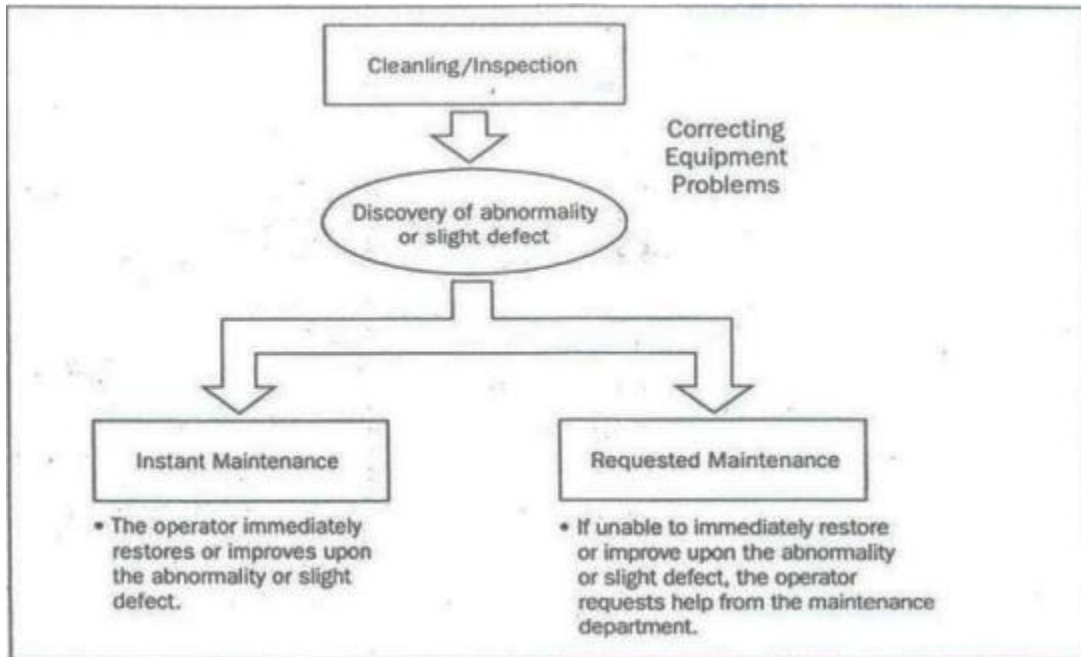 Cleanling/Inspection
Correcting
Equipment
Problems
Discovery of abnormality
or slight defect
Instant Maintenance
• The operator immediately
restores or improves upon
the abnormality or slight
defect.
Requested Maintenance
• If unable to immediately restore
or improve upon the abnormality
or slight defect, the operator
requests help from the maintenance
department.